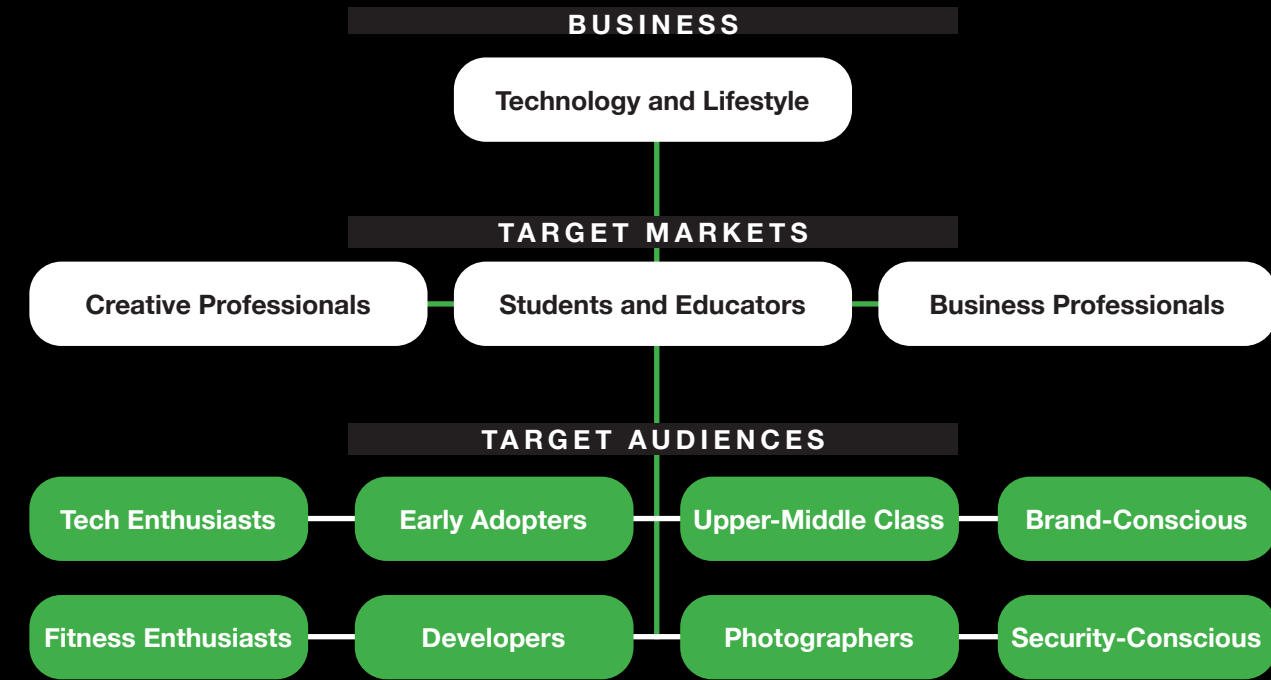 BUSINESS
Technology and Lifestyle
TARGET MARKETS
Creative Professionals
Students and Educators
Business Professionals
TARGET AUDIENCES
Tech Enthusiasts
Early Adopters
Upper-Middle Class
Brand-Conscious
Fitness Enthusiasts
Developers
Photographers
Security-Conscious